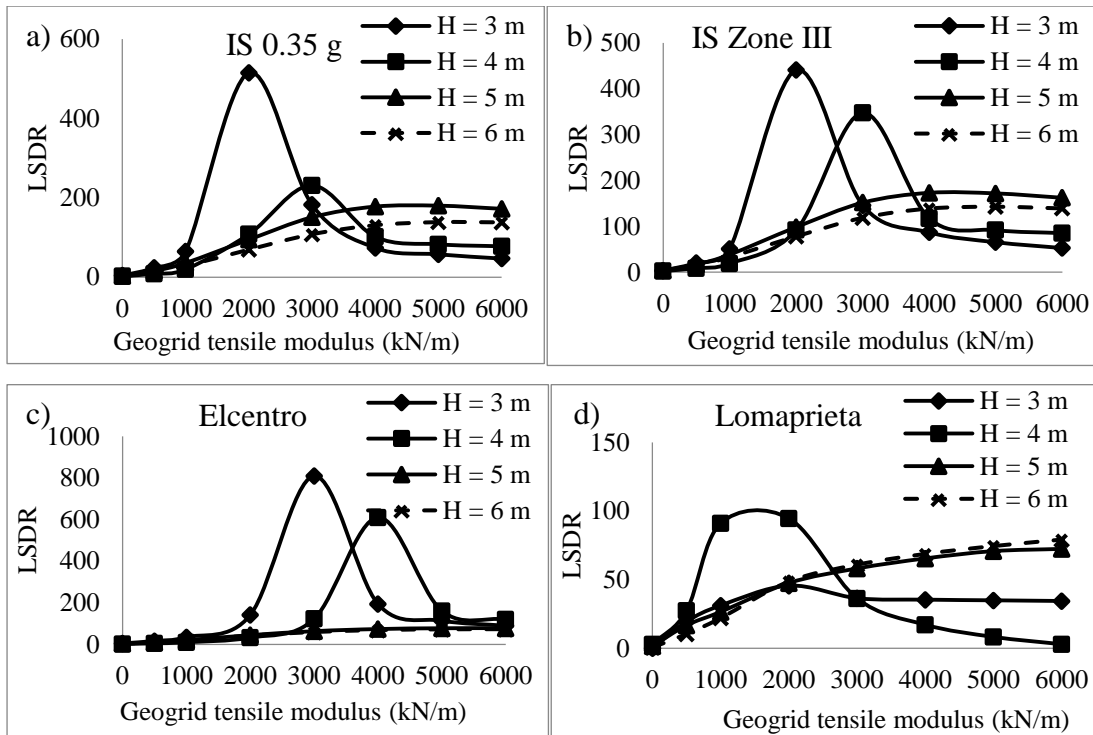 a)
IS 0.35 g
H = 3 m
H = 4 m
H = 5 m
H = 6 m
600
400
200
0
LSDR
0 1000 2000 3000 4000 5000 6000
Geogrid tensile modulus (kN/m)
b)
IS Zone III
H = 3 m
H = 4 m
H = 5 m
H = 6 m
500
400
300
200
100
0
LSDR
0 1000 2000 3000 4000 5000 6000
Geogrid tensile modulus (kN/m)
c)
Elcentro
H = 3 m
H = 4 m
H = 5 m
H = 6 m
1000
800
600
400
200
0
LSDR
0 1000 2000 3000 4000 5000 6000
Geogrid tensile modulus (kN/m)
d)
Lomaprieta
H = 3 m
H = 4 m
H = 5 m
H = 6 m
150
100
50
0
LSDR
0 1000 2000 3000 4000 5000 6000
Geogrid tensile modulus (kN/m)